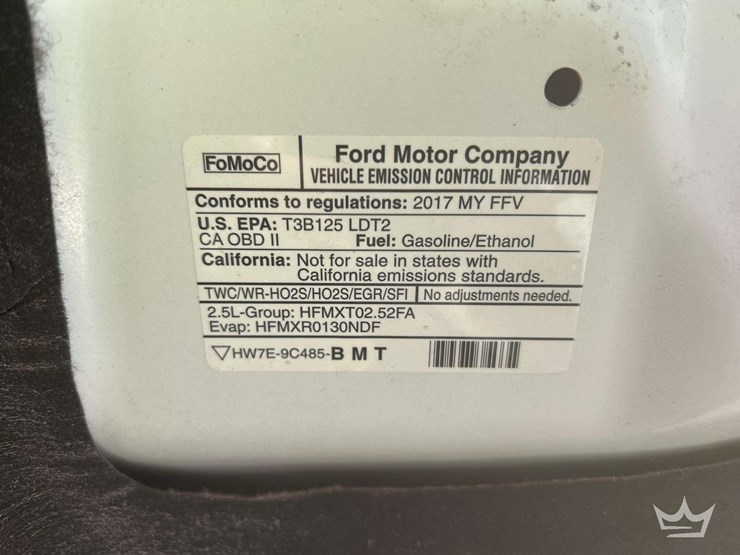 FoMoCo
Ford Motor Company
VEHICLE EMISSION CONTROL INFORMATION
Conforms to regulations: 2017 MY FFV
U.S. EPA: T3B125 LDT2
CA OBD II Fuel: Gasoline/Ethanol
California: Not for sale in states with
California emissions standards.
TWC/WR-HO2S/HO2S/EGR/SFI No adjustments needed.
2.5L-Group: HFMXT02.52FA
Evap: HFMXR0130NDF
HW7E-9C485-B M T